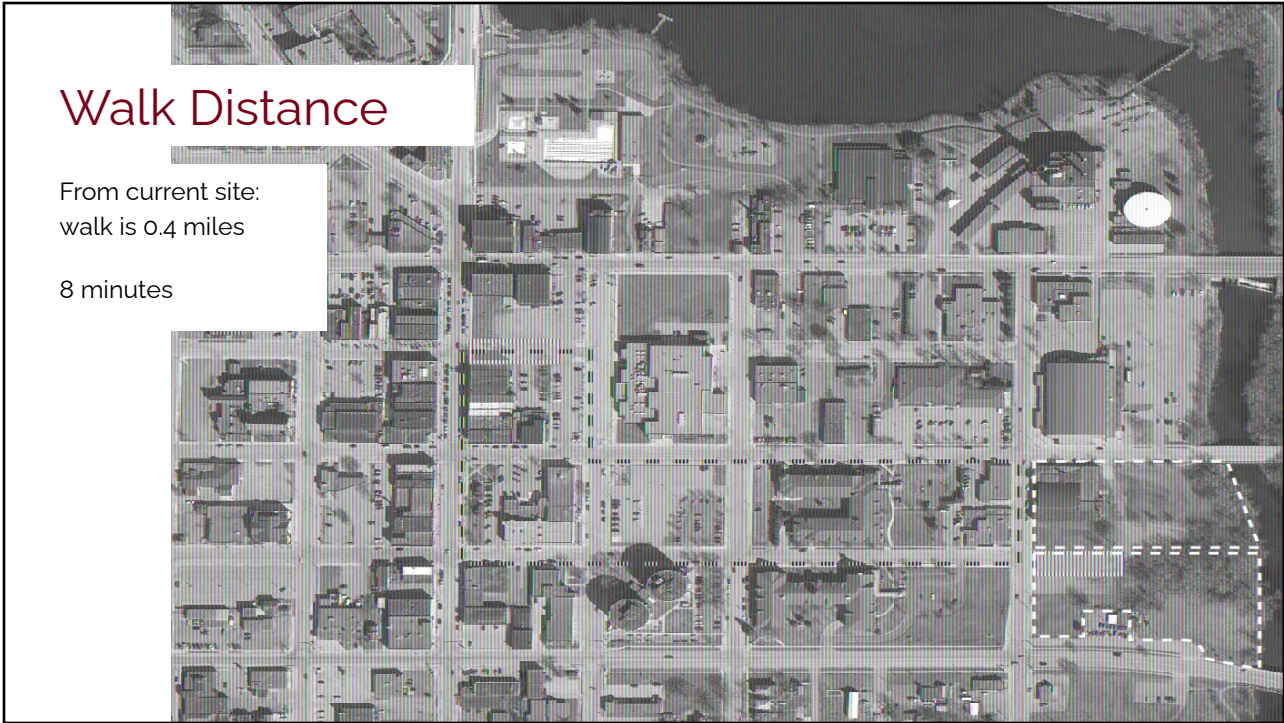 Walk Distance
From current site:
walk is 0.4 miles
8 minutes